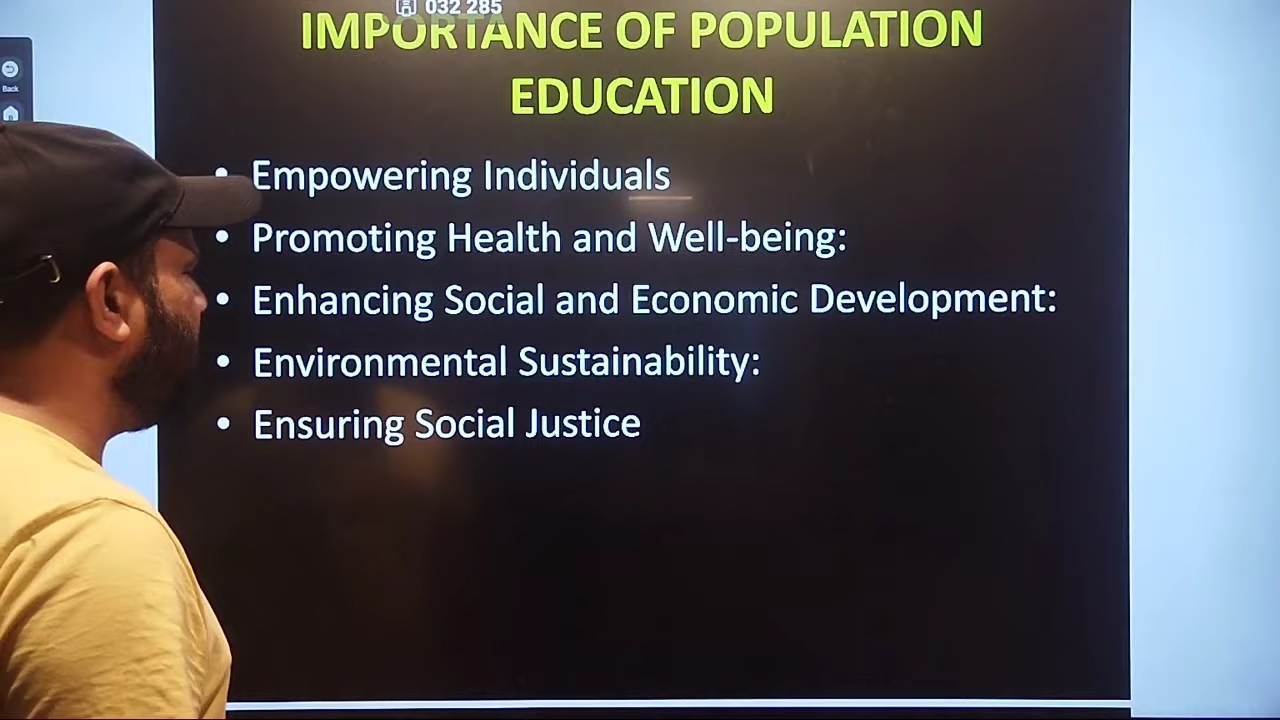 032 285
IMPORTANCE OF POPULATION
EDUCATION
Back
• Empowering Individuals
• Promoting Health and Well-being:
• Enhancing Social and Economic Development:
• Environmental Sustainability:
• Ensuring Social Justice